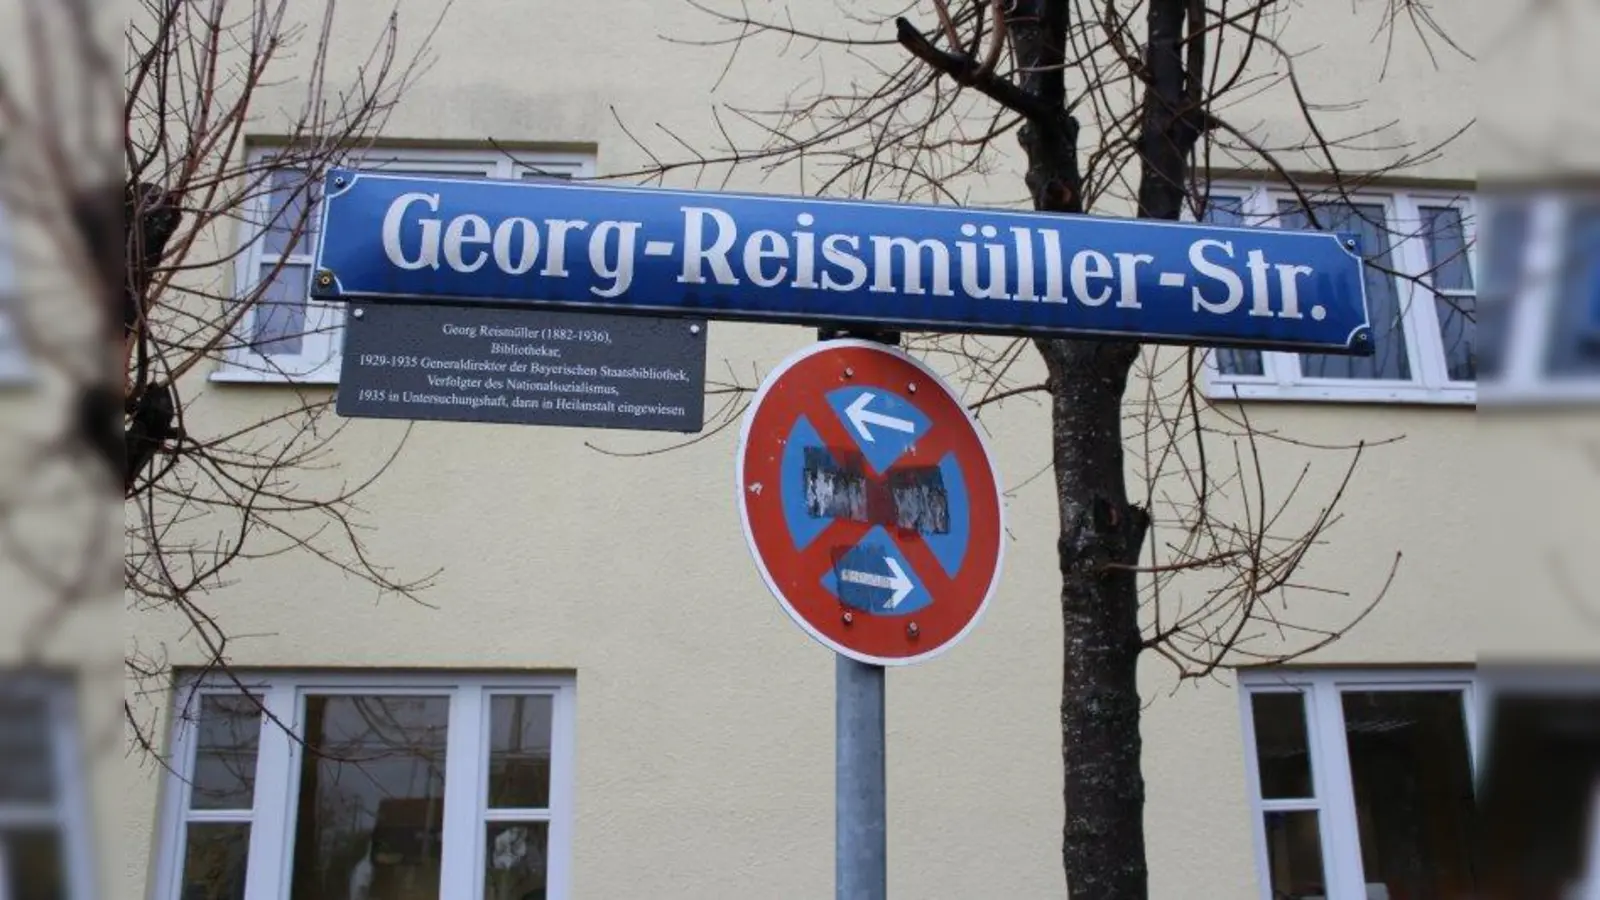 Georg-Reismüller-Str.
Georg Reismüller (1882-1936),
Bibliothekar,
1929-1935 Generaldirektor der Bayerischen Staatsbibliothek,
Verfolgter des Nationalsozialismus,
1935 in Untersuchungshaft, dann in Heilanstalt eingewiesen